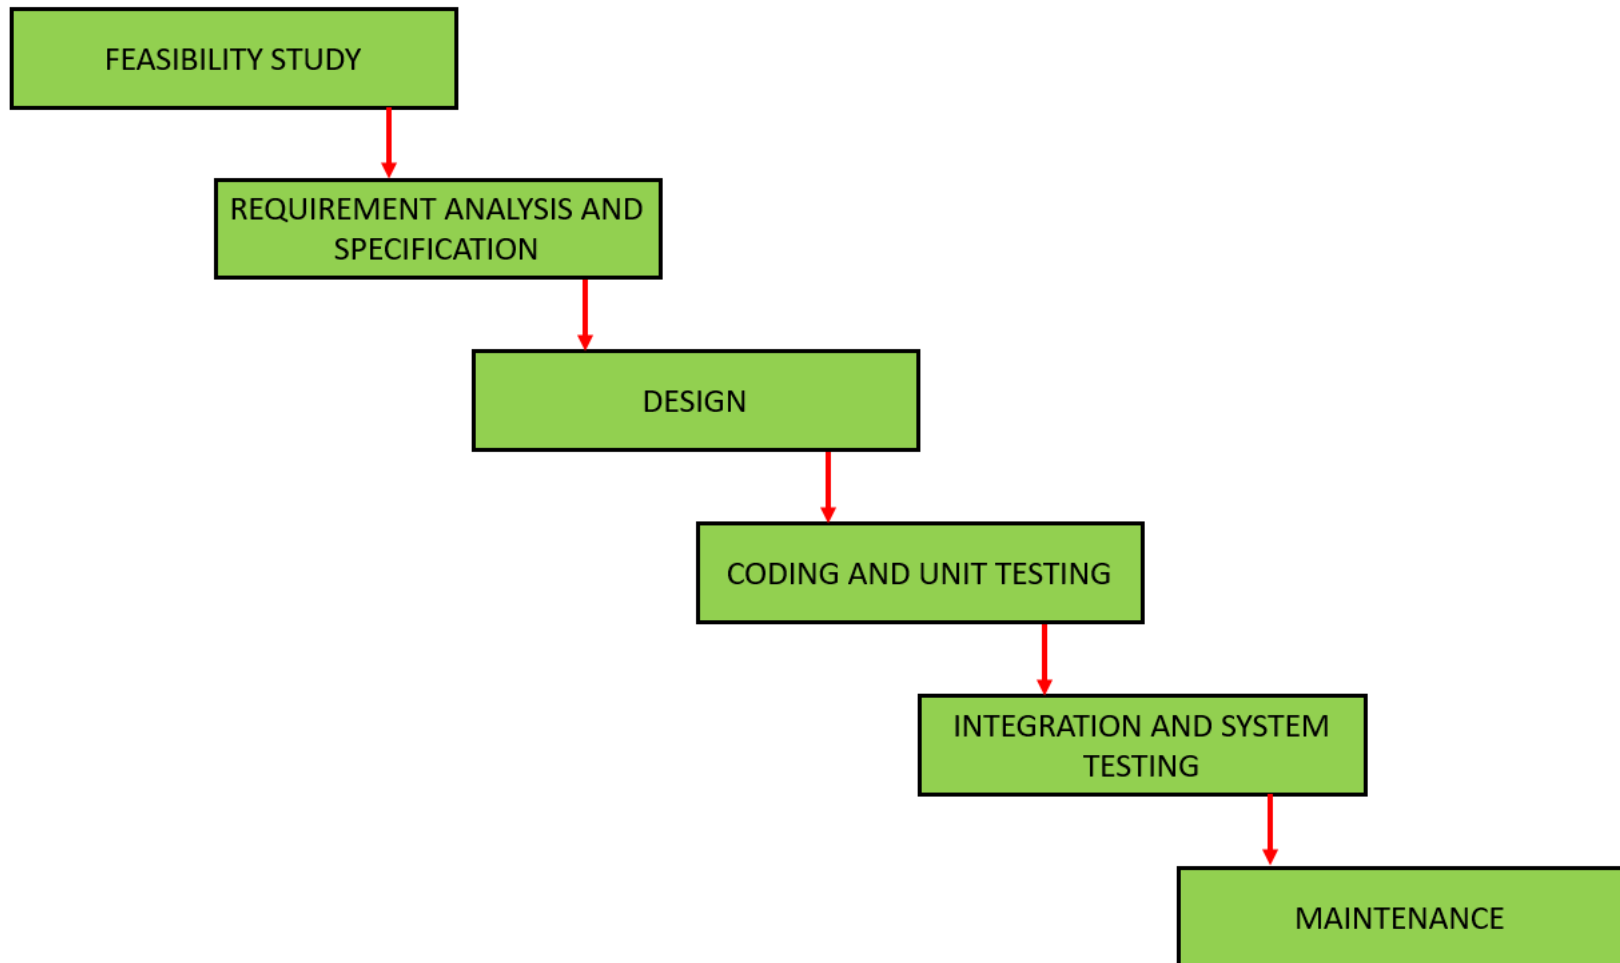 FEASIBILITY STUDY
REQUIREMENT ANALYSIS AND
SPECIFICATION
DESIGN
CODING AND UNIT TESTING
INTEGRATION AND SYSTEM
TESTING
MAINTENANCE